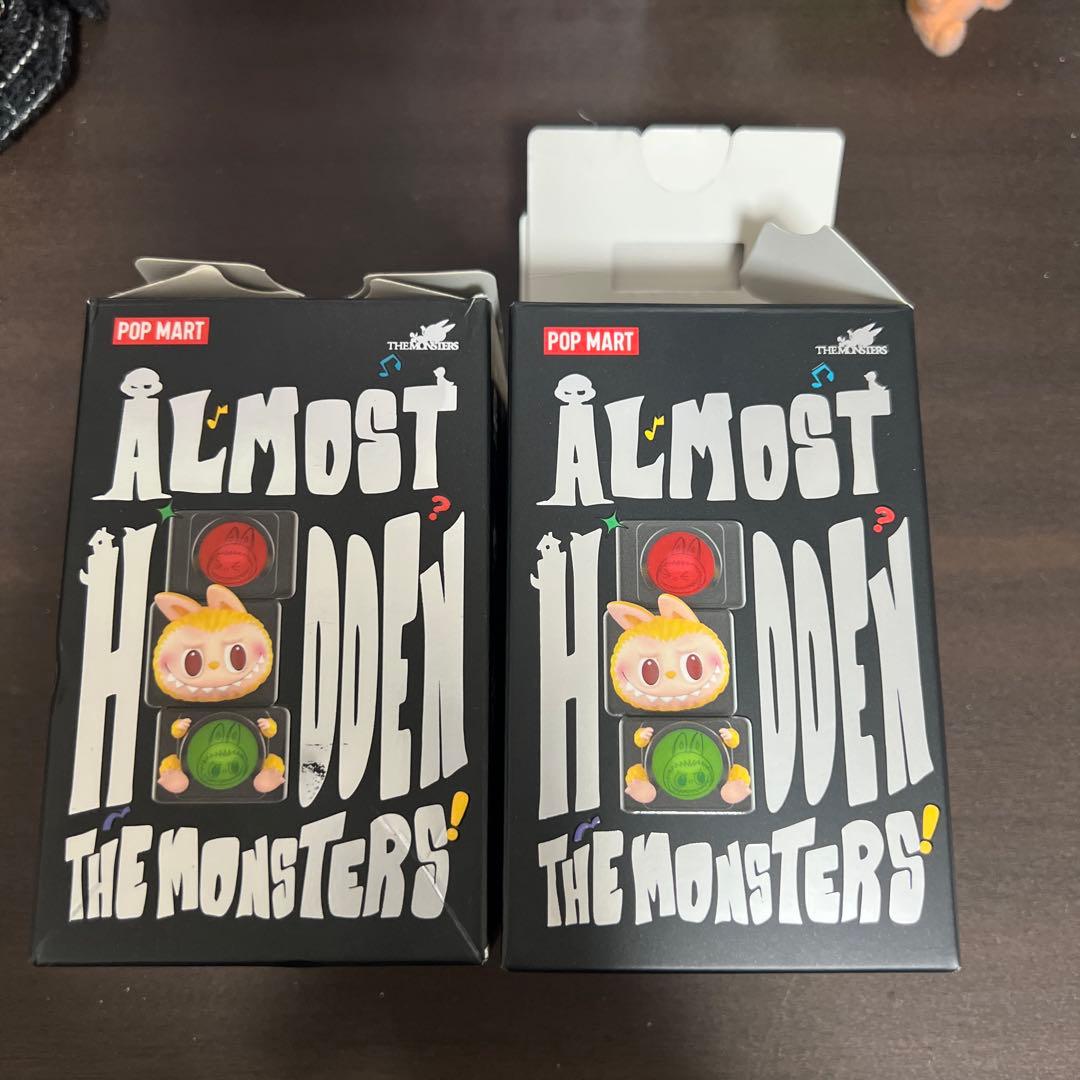 POP MART
THE MONSTERS
ALMOST
HIDDEN
THE MONSTERS!
POP MART
THE MONSTERS
ALMOST
HIDDEN
THE MONSTERS!